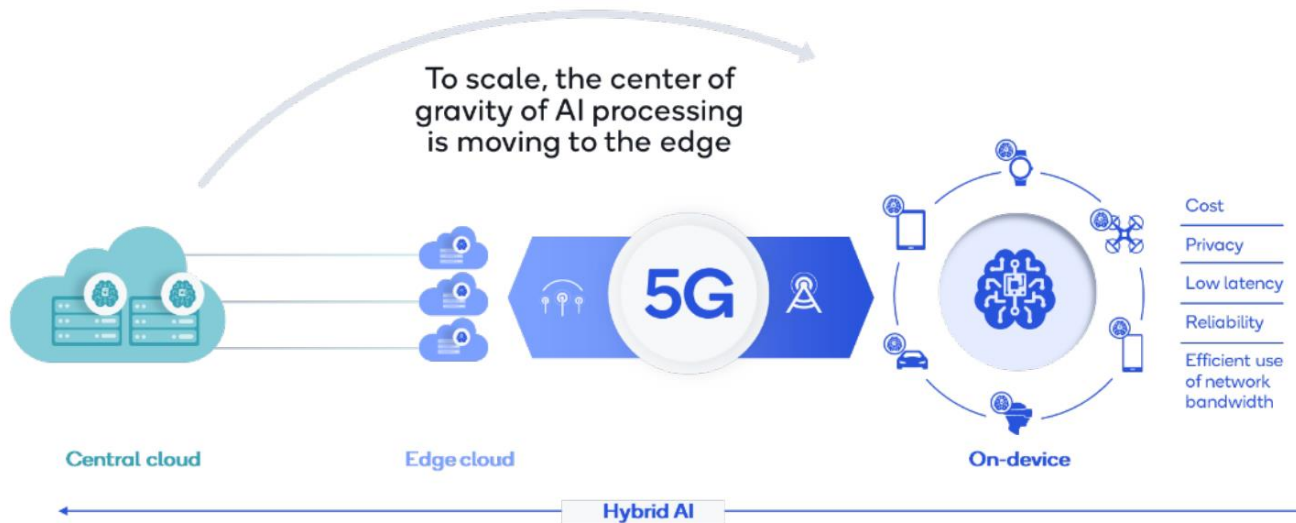 To scale, the center of
gravity of AI processing
is moving to the edge
5G
Cost
Privacy
Low latency
Reliability
Efficient use
of network
bandwidth
Central cloud
Edge cloud
On-device
Hybrid AI